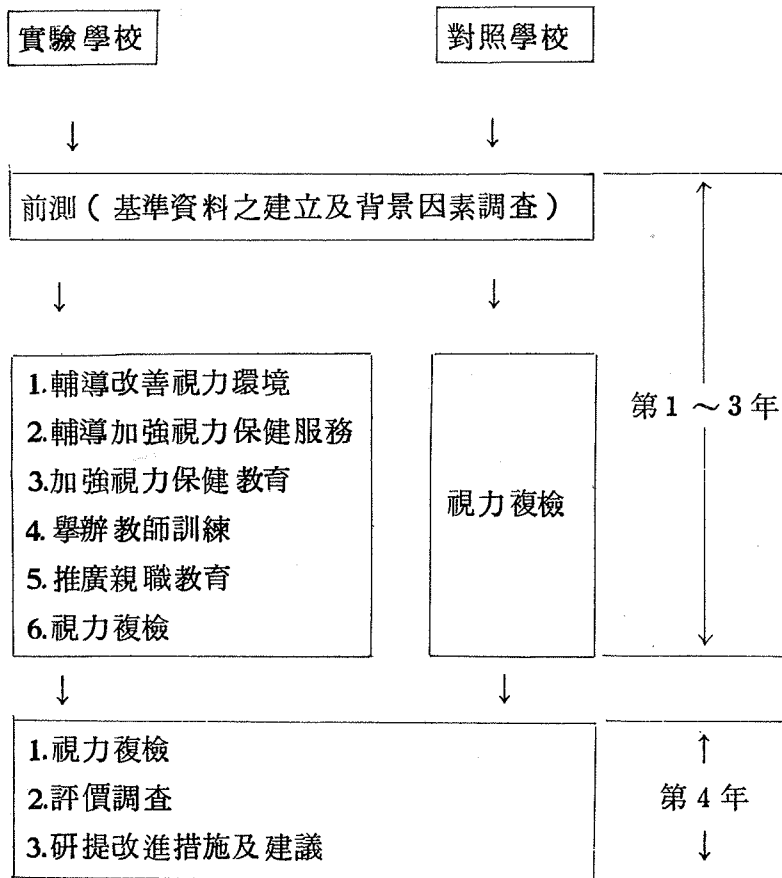 實驗學校
對照學校
↓
↓
前測(基準資料之建立及背景因素調查)
↓
↓
1.輔導改善視力環境
2.輔導加強視力保健服務
3.加強視力保健教育
4.舉辦教師訓練
5.推廣親職教育
6.視力複檢
視力複檢
第1～3年
↓
↓
1.視力複檢
2.評價調查
3.研提改進措施及建議
第4年